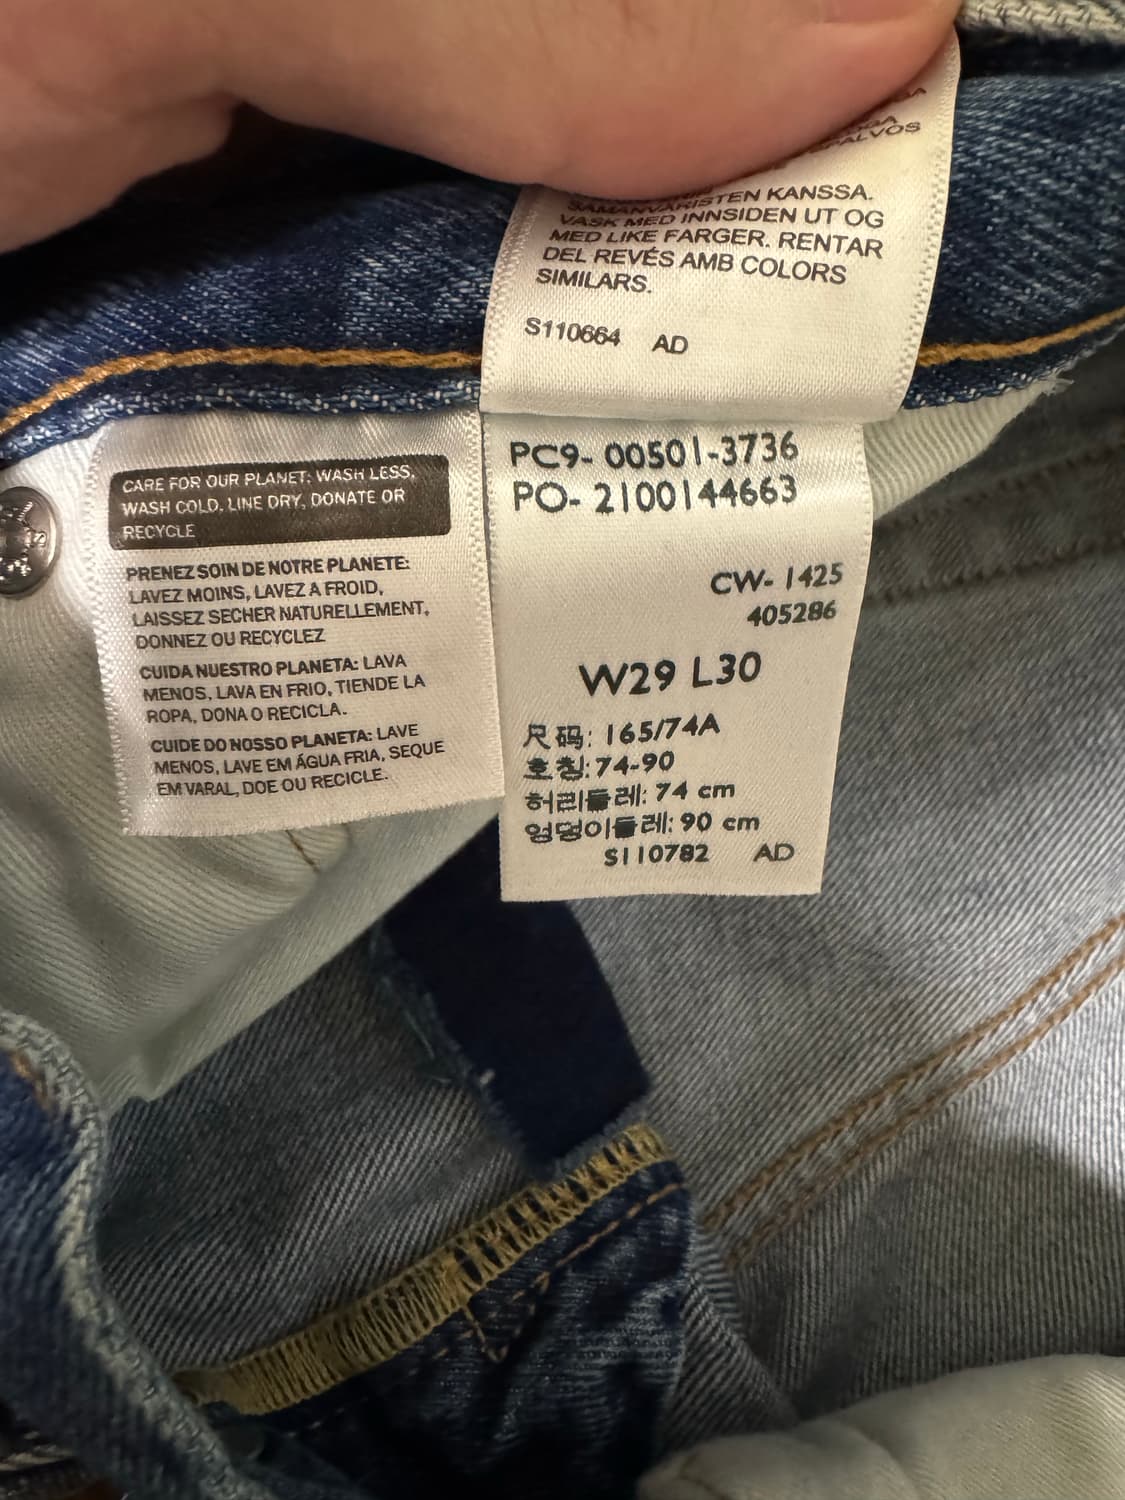 PALVOS
SAMANVÄRISTEN KANSSA.
VASK MED INNSIDEN UT OG
MED LIKE FARGER. RENTAR
DEL REVÉS AMB COLORS
SIMILARS.
S110664 AD
CARE FOR OUR PLANET: WASH LESS,
WASH COLD, LINE DRY, DONATE OR
RECYCLE
PRENEZ SOIN DE NOTRE PLANETE:
LAVEZ MOINS, LAVEZ A FROID,
LAISSEZ SECHER NATURELLEMENT,
DONNEZ OU RECYCLEZ
CUIDA NUESTRO PLANETA: LAVA
MENOS, LAVA EN FRIO, TIENDE LA
ROPA, DONA O RECICLA.
CUIDE DO NOSSO PLANETA: LAVE
MENOS, LAVE EM ÁGUA FRIA, SEQUE
EM VARAL, DOE OU RECICLE.
PC9- 00501-3736
PO- 2100144663
CW- 1425
405286
W29 L30
尺码: 165/74A
호칭: 74-90
허리둘레: 74 cm
엉덩이둘레: 90 cm
S110782 AD